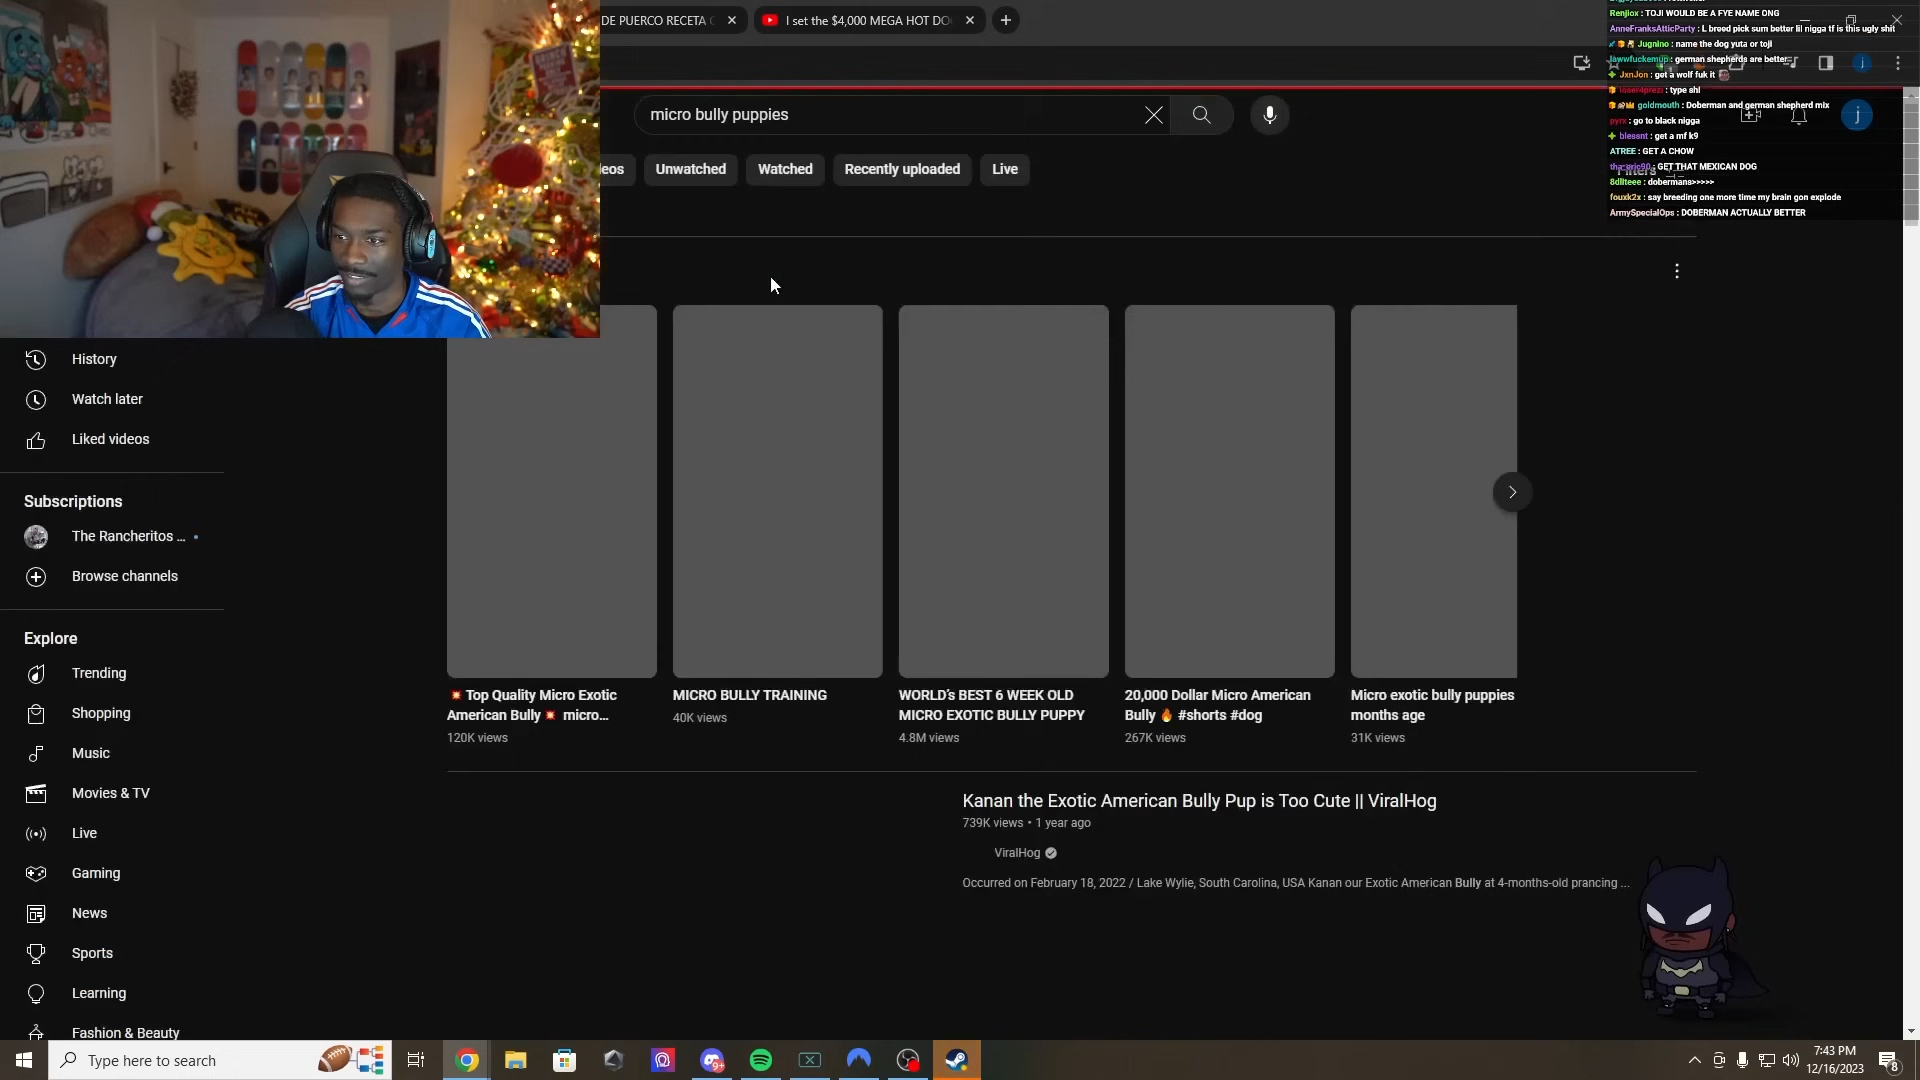 DE PUERCO RECETA
I set the $4,000 MEGA HOT DO
micro bully puppies
eos
Unwatched
Watched
Recently uploaded
Live
Renjiox : TOJI WOULD BE A FYE NAME ONG
AnneFranksAtticParty : L breed pick sum better lil nigga tf is this ugly shit
Jugnino : name the dog yuta or toji
lawwfuckemup : german shepherds are better
JxnJon : get a wolf fuk it
loser4prezi : type shi
goldmouth : Doberman and german shepherd mix
pyrx : go to black nigga
blessnt : get a mf k9
ATREE : GET A CHOW
GET THAT MEXICAN DOG
8dliteee : dobermans>>>>>
fouxk2x : say breeding one more time my brain gon explode
ArmySpecialOps : DOBERMAN ACTUALLY BETTER
j
j
Filters
History
Watch later
Liked videos
Subscriptions
The Rancheritos ...
Browse channels
Explore
Trending
Shopping
Music
Movies & TV
Live
Gaming
News
Sports
Learning
Fashion & Beauty
💥 Top Quality Micro Exotic
American Bully 💥 micro...
120K views
MICRO BULLY TRAINING
40K views
WORLD's BEST 6 WEEK OLD
MICRO EXOTIC BULLY PUPPY
4.8M views
20,000 Dollar Micro American
Bully 🔥 #shorts #dog
267K views
Micro exotic bully puppies
months age
31K views
Kanan the Exotic American Bully Pup is Too Cute || ViralHog
739K views • 1 year ago
ViralHog
Occurred on February 18, 2022 / Lake Wylie, South Carolina, USA Kanan our Exotic American Bully at 4-months-old prancing ...
Type here to search
9+
7:43 PM
12/16/2023
8